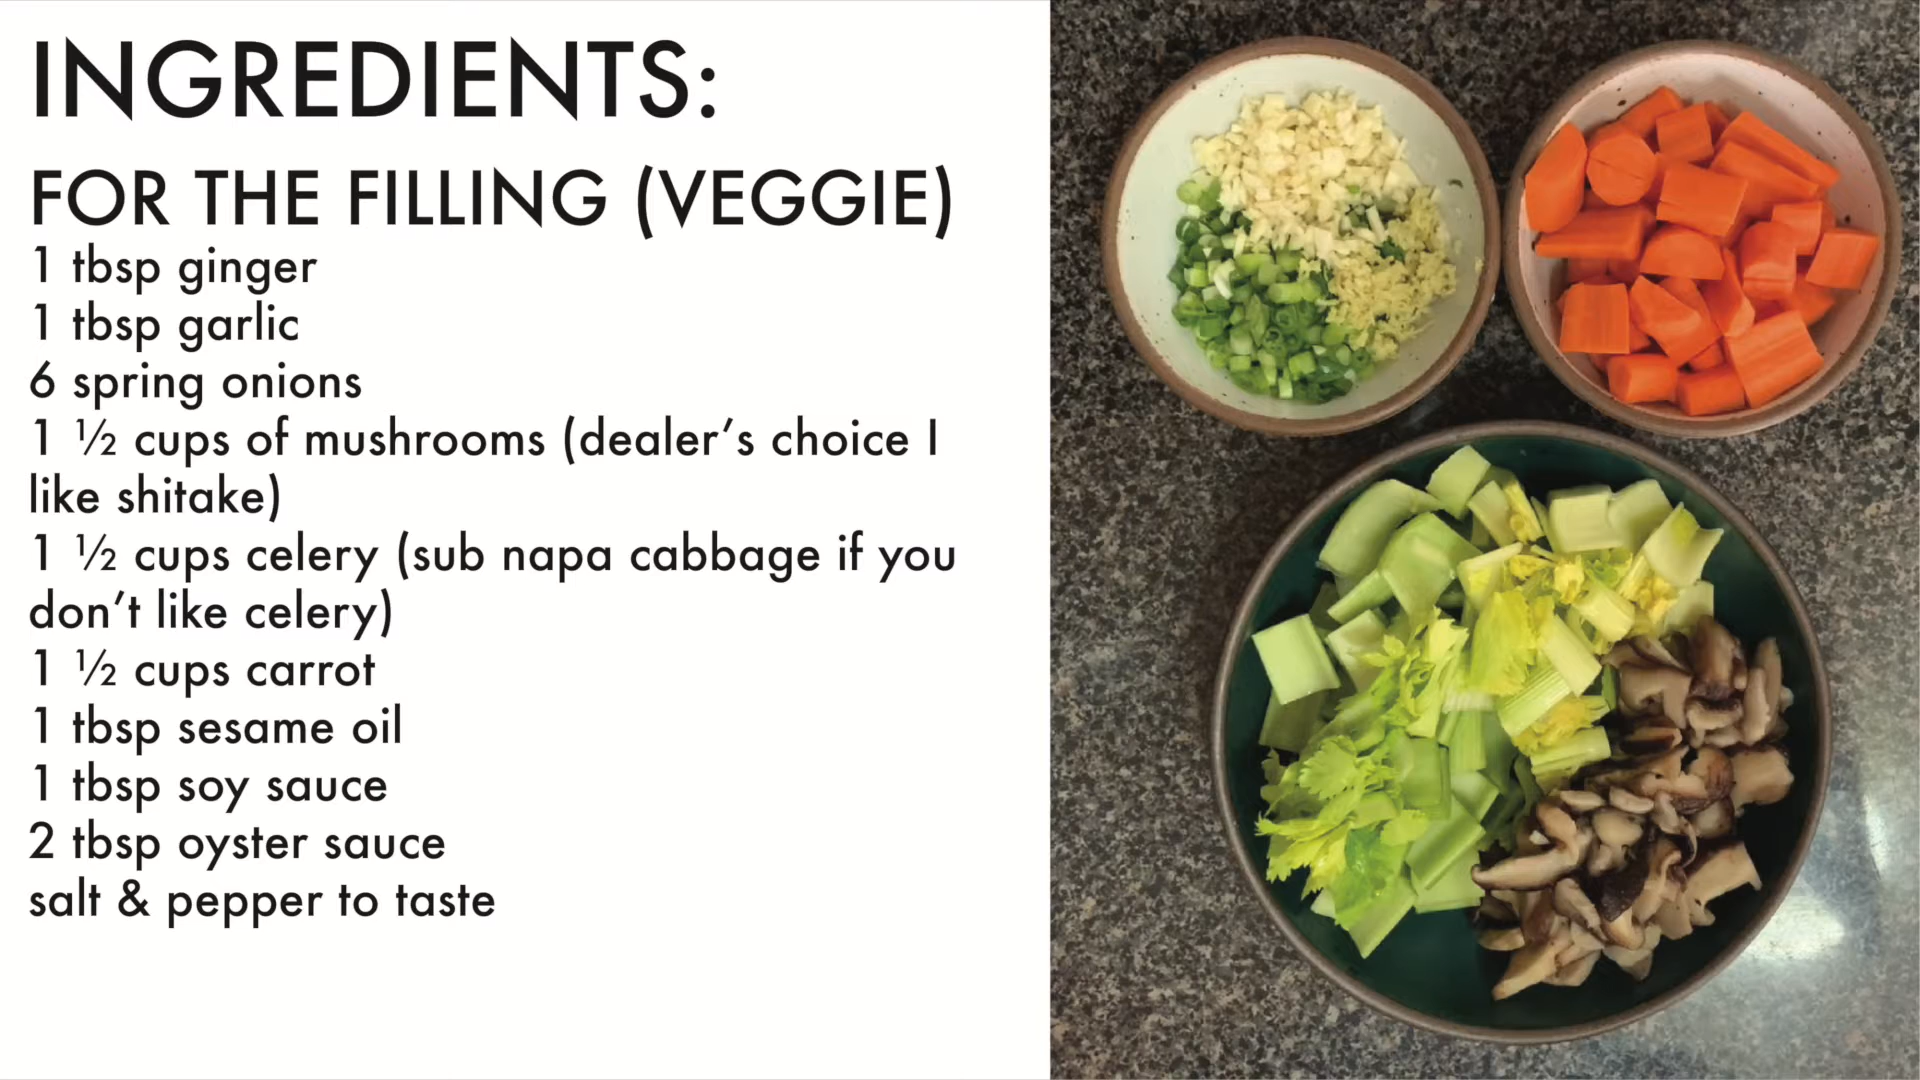 INGREDIENTS:
FOR THE FILLING (VEGGIE)
1 tbsp ginger
1 tbsp garlic
6 spring onions
1 ½ cups of mushrooms (dealer’s choice I
like shitake)
1 ½ cups celery (sub napa cabbage if you
don’t like celery)
1 ½ cups carrot
1 tbsp sesame oil
1 tbsp soy sauce
2 tbsp oyster sauce
salt & pepper to taste